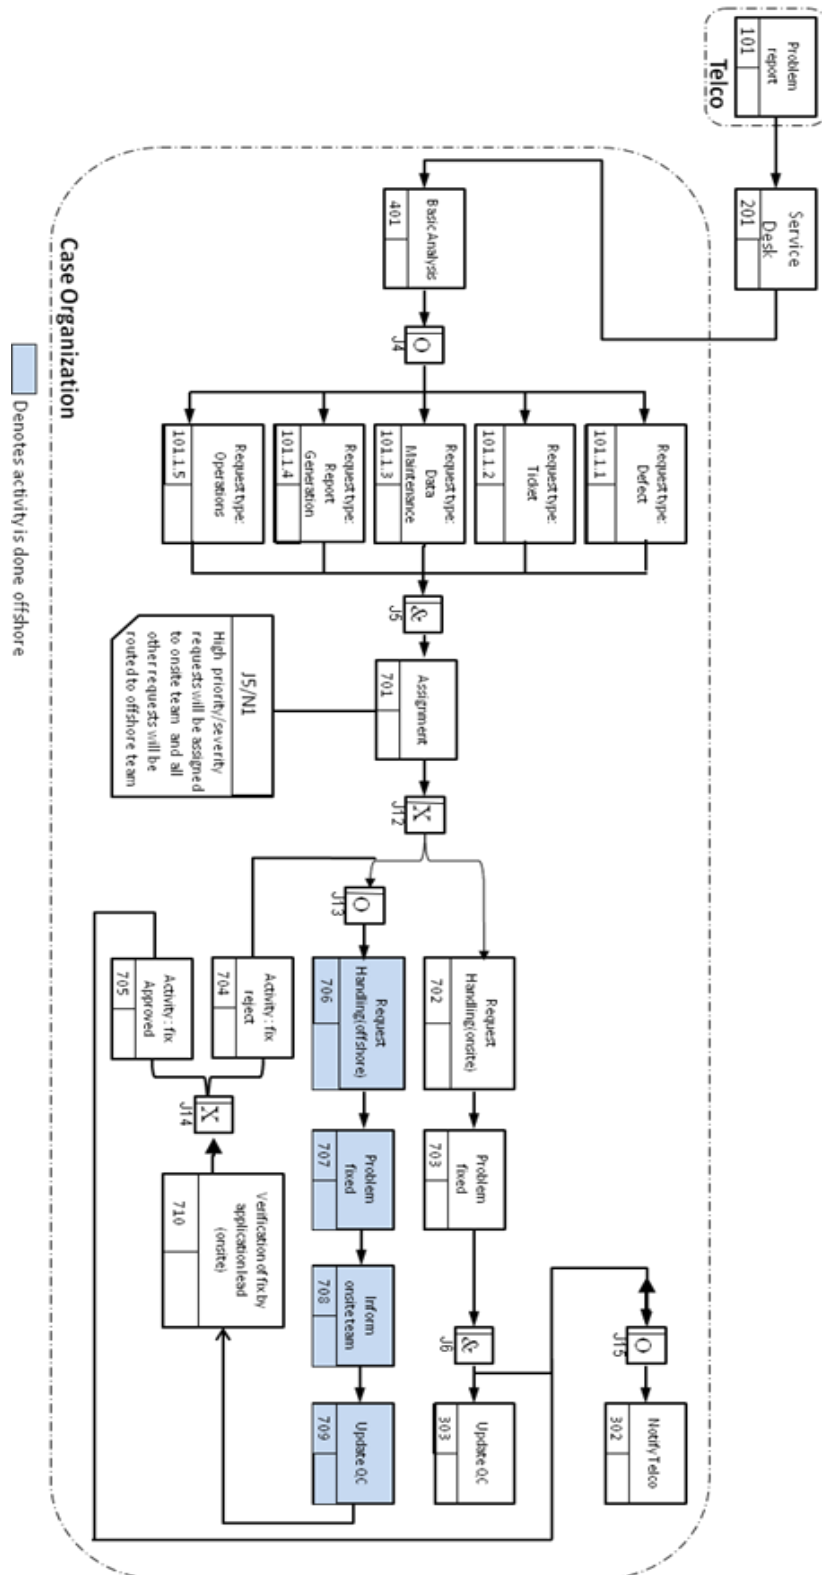 Problem
report
101
Telco
Service
Desk
201
Case Organization
Basic Analysis
401
O
J4
Request type:
Defect
101.1.1
Request type:
Ticket
101.1.2
Request type:
Data
Maintenance
101.1.3
Request type:
Report
Generation
101.1.4
Request type:
Operations
101.1.5
&
J5
Assignment
701
J5/N1
High priority/severity
requests will be assigned
to onsite team and all
other requests will be
routed to offshore team
X
J12
O
J13
Request
Handling(onsite)
702
Problem
fixed
703
&
J6
Update QC
303
O
J15
Notify Telco
302
Request
Handling(offshore)
706
Problem
fixed
707
Inform
onsite team
708
Update QC
709
Verification of fix by
application lead
(onsite)
710
X
J14
Activity: fix
reject
704
Activity: fix
Approved
705
Denotes activity is done offshore